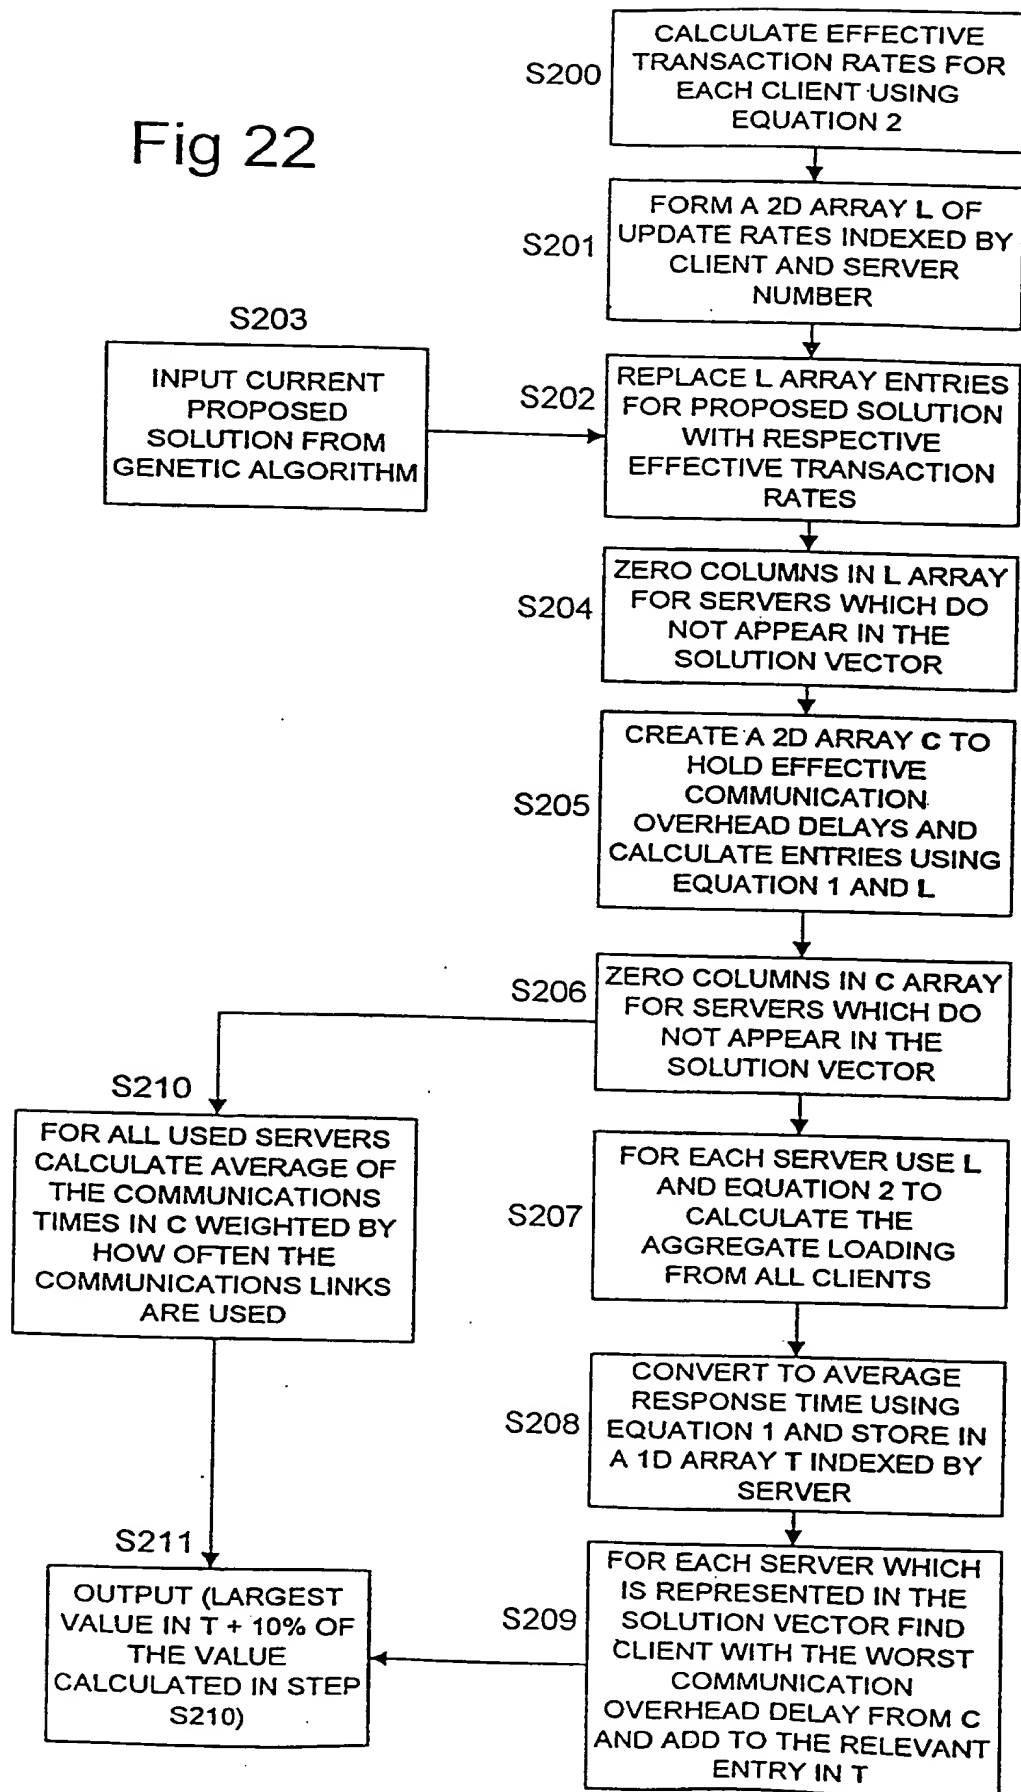 Fig 22
S200
CALCULATE EFFECTIVE
TRANSACTION RATES FOR
EACH CLIENT USING
EQUATION 2
S201
FORM A 2D ARRAY L OF
UPDATE RATES INDEXED BY
CLIENT AND SERVER
NUMBER
S203
INPUT CURRENT
PROPOSED
SOLUTION FROM
GENETIC ALGORITHM
S202
REPLACE L ARRAY ENTRIES
FOR PROPOSED SOLUTION
WITH RESPECTIVE
EFFECTIVE TRANSACTION
RATES
S204
ZERO COLUMNS IN L ARRAY
FOR SERVERS WHICH DO
NOT APPEAR IN THE
SOLUTION VECTOR
S205
CREATE A 2D ARRAY C TO
HOLD EFFECTIVE
COMMUNICATION
OVERHEAD DELAYS AND
CALCULATE ENTRIES USING
EQUATION 1 AND L
S206
ZERO COLUMNS IN C ARRAY
FOR SERVERS WHICH DO
NOT APPEAR IN THE
SOLUTION VECTOR
S210
FOR ALL USED SERVERS
CALCULATE AVERAGE OF
THE COMMUNICATIONS
TIMES IN C WEIGHTED BY
HOW OFTEN THE
COMMUNICATIONS LINKS
ARE USED
S207
FOR EACH SERVER USE L
AND EQUATION 2 TO
CALCULATE THE
AGGREGATE LOADING
FROM ALL CLIENTS
S208
CONVERT TO AVERAGE
RESPONSE TIME USING
EQUATION 1 AND STORE IN
A 1D ARRAY T INDEXED BY
SERVER
S211
OUTPUT (LARGEST
VALUE IN T + 10% OF
THE VALUE
CALCULATED IN STEP
S210)
S209
FOR EACH SERVER WHICH
IS REPRESENTED IN THE
SOLUTION VECTOR FIND
CLIENT WITH THE WORST
COMMUNICATION
OVERHEAD DELAY FROM C
AND ADD TO THE RELEVANT
ENTRY IN T